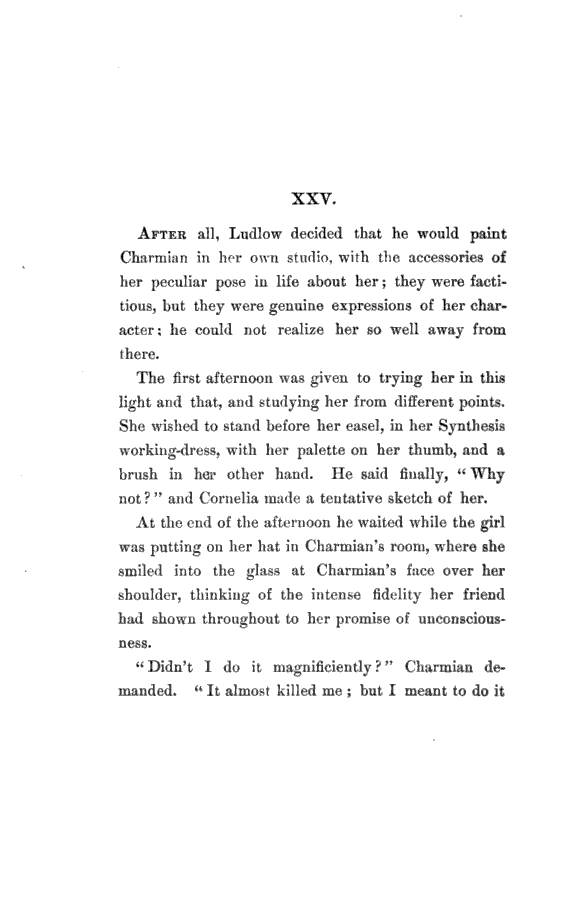 XXV.
AFTER all, Ludlow decided that he would paint
Charmian in her own studio, with the accessories of
her peculiar pose in life about her; they were facti-
tious, but they were genuine expressions of her char-
acter; he could not realize her so well away from
there.
The first afternoon was given to trying her in this
light and that, and studying her from different points.
She wished to stand before her easel, in her Synthesis
working-dress, with her palette on her thumb, and a
brush in her other hand. He said finally, "Why
not?" and Cornelia made a tentative sketch of her.
At the end of the afternoon he waited while the girl
was putting on her hat in Charmian's room, where she
smiled into the glass at Charmian's face over her
shoulder, thinking of the intense fidelity her friend
had shown throughout to her promise of unconscious-
ness.
"Didn't I do it magnificiently?" Charmian de-
manded. "It almost killed me; but I meant to do it